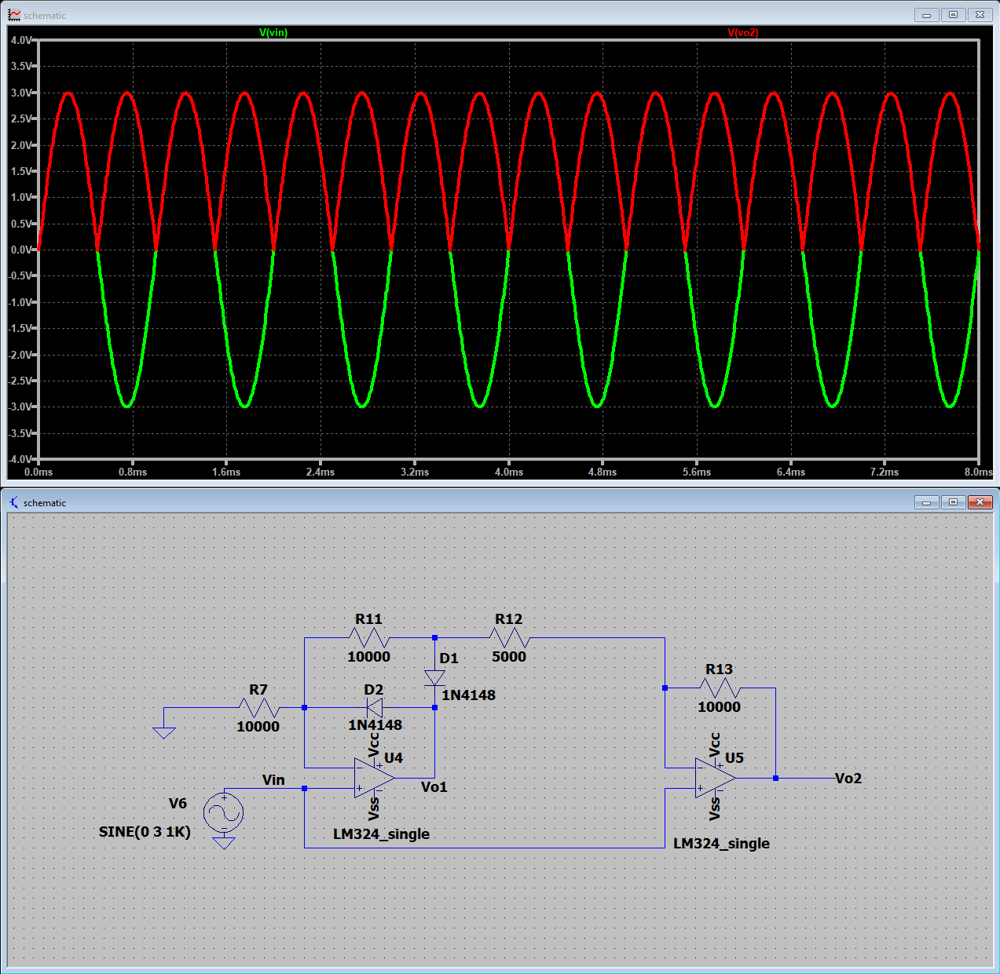 schematic
V(vin) V(vo2)
4.0V
3.5V
3.0V
2.5V
2.0V
1.5V
1.0V
0.5V
0.0V
-0.5V
-1.0V
-1.5V
-2.0V
-2.5V
-3.0V
-3.5V
-4.0V
0.0ms 0.8ms 1.6ms 2.4ms 3.2ms 4.0ms 4.8ms 5.6ms 6.4ms 7.2ms 8.0ms
schematic
R11 R12
10000 D1 5000
R13
R7 D2 1N4148
10000 1N4148 10000
Vcc U4 Vcc U5
Vin Vo1 Vo2
V6 Vss Vss
SINE(0 3 1K) LM324_single LM324_single